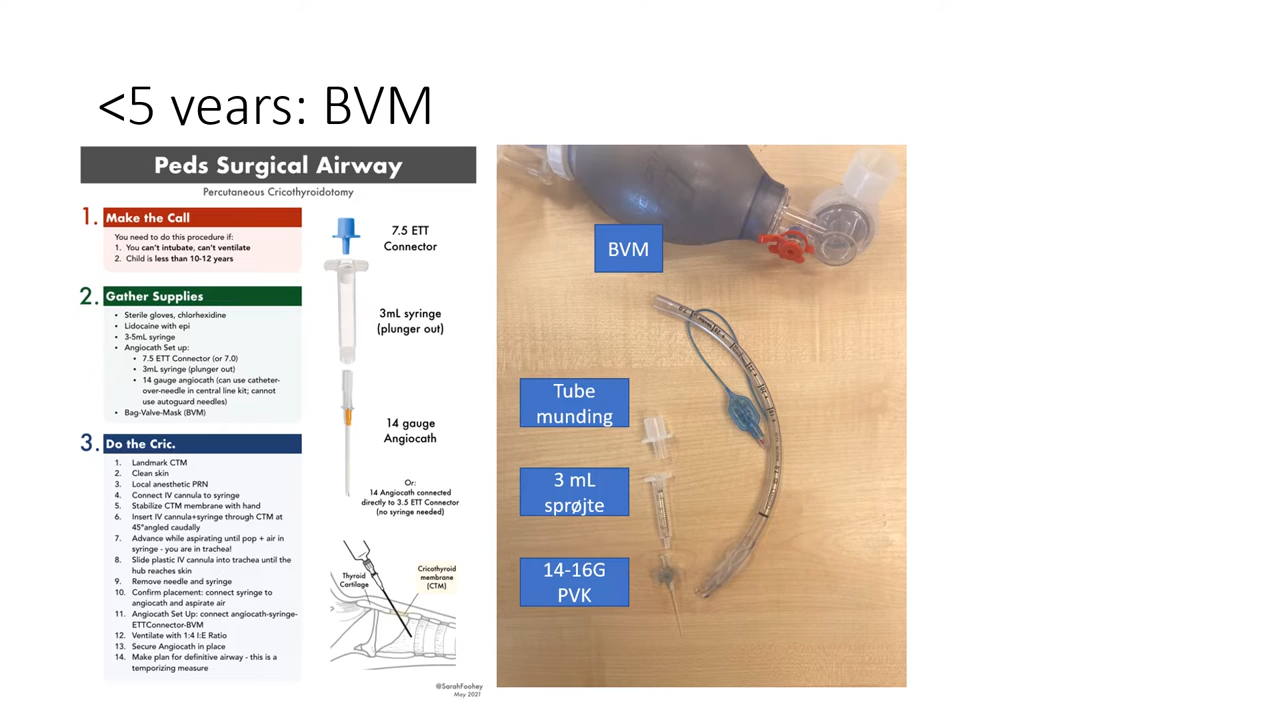 <5 years: BVM
Peds Surgical Airway
Percutaneous Cricothyroidotomy
1. Make the Call
You need to do this procedure if:
1. You can't intubate, can't ventilate
2. Child is less than 10-12 years
2. Gather Supplies
• Sterile gloves, chlorhexidine
• Lidocaine with epi
• 3-5mL syringe
• Angiocath Set up:
• 7.5 ETT Connector (or 7.0)
• 3mL syringe (plunger out)
• 14 gauge angiocath (can use catheter-
over-needle in central line kit; cannot
use autoguard needles)
• Bag-Valve-Mask (BVM)
3. Do the Cric.
1. Landmark CTM
2. Clean skin
3. Local anesthetic PRN
4. Connect IV cannula to syringe
5. Stabilize CTM membrane with hand
6. Insert IV cannula+syringe through CTM at
45°angled caudally
7. Advance while aspirating until pop + air in
syringe - you are in trachea!
8. Slide plastic IV cannula into trachea until the
hub reaches skin
9. Remove needle and syringe
10. Confirm placement: connect syringe to
angiocath and aspirate air
11. Angiocath Set Up: connect angiocath-syringe-
ETTConnector-BVM
12. Ventilate with 1:4 I:E Ratio
13. Secure Angiocath in place
14. Make plan for definitive airway - this is a
temporizing measure
7.5 ETT
Connector
3mL syringe
(plunger out)
14 gauge
Angiocath
Or:
14 Angiocath connected
directly to 3.5 ETT Connector
(no syringe needed)
Thyroid
Cartilage
Cricothyroid
membrane
(CTM)
@SarahFoohey
May 2021
BVM
Tube
munding
3 mL
sprøjte
14-16G
PVK